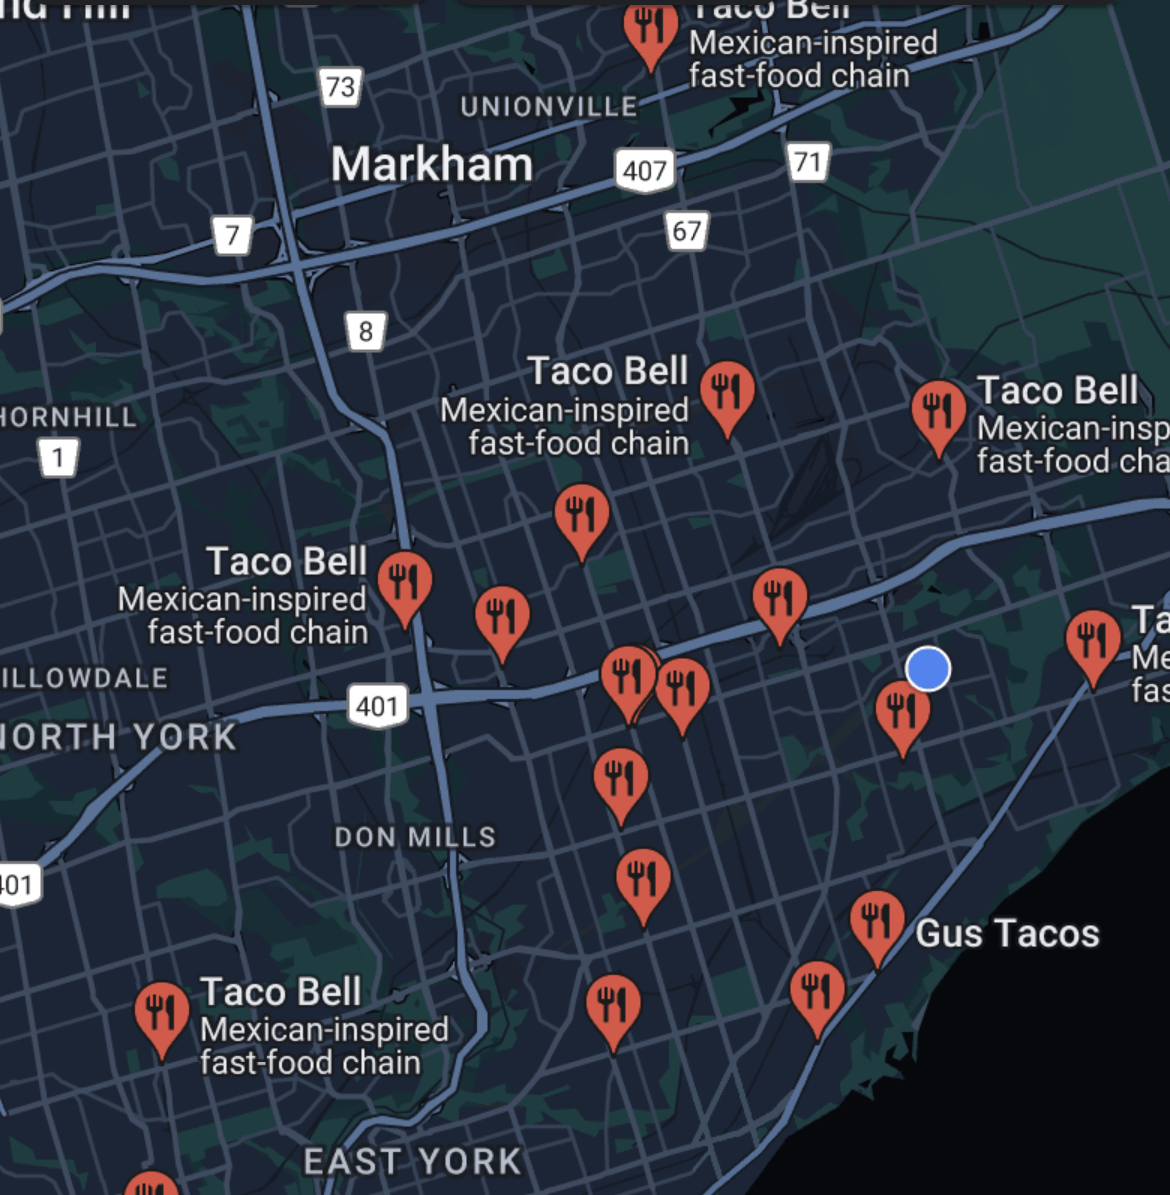 Taco Bell
Mexican-inspired
fast-food chain
73
UNIONVILLE
Markham
407
71
7
67
8
Taco Bell
Mexican-inspired
fast-food chain
Taco Bell
Mexican-insp
fast-food cha
HORNHILL
1
Taco Bell
Mexican-inspired
fast-food chain
Ta
Me
fas
ILLOWDALE
401
NORTH YORK
DON MILLS
401
Gus Tacos
Taco Bell
Mexican-inspired
fast-food chain
EAST YORK